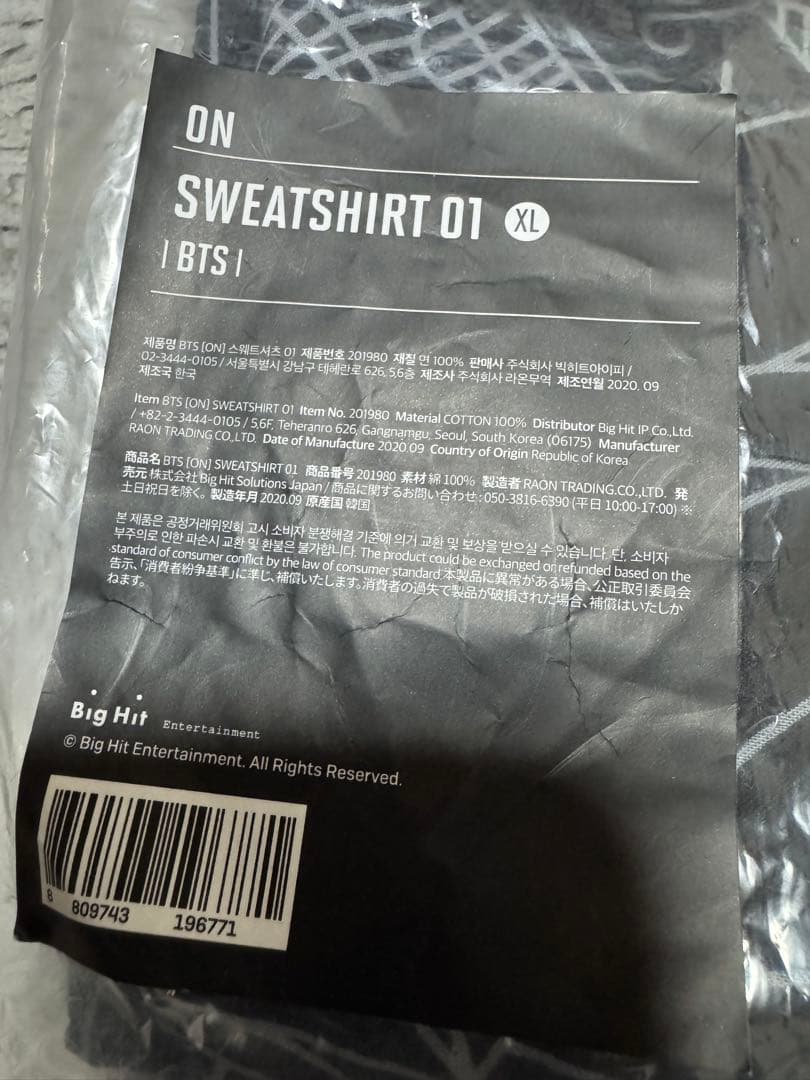 ON
SWEATSHIRT 01 XL
| BTS |
제품명 BTS [ON] 스웨트셔츠 01 제품번호 201980 재질 면 100% 판매사 주식회사 빅히트아이피 /
02-3444-0105 / 서울특별시 강남구 테헤란로 626, 5,6층 제조사 주식회사 라온무역 제조연월 2020. 09
제조국 한국
Item BTS [ON] SWEATSHIRT 01 Item No. 201980 Material COTTON 100% Distributor Big Hit IP Co.,Ltd.
/ +82-2-3444-0105 / 5,6F, Teheranro 626, Gangnamgu, Seoul, South Korea (06175) Manufacturer
RAON TRADING CO.,LTD. Date of Manufacture 2020.09 Country of Origin Republic of Korea
商品名 BTS [ON] SWEATSHIRT 01 商品番号 201980 素材 綿 100% 製造者 RAON TRADING.CO.,LTD. 発
売元 株式会社 Big Hit Solutions Japan / 商品に関するお問い合わせ : 050-3816-6390 (平日 10:00-17:00) ※
土日祝日を除く。 製造年月 2020.09 原産国 韓国
본 제품은 공정거래위원회 고시 소비자 분쟁해결 기준에 의거 교환 및 보상을 받으실 수 있습니다. 단, 소비자
부주의로 인한 파손시 교환 및 환불은 불가합니다. The product could be exchanged or refunded based on the
standard of consumer conflict by the law of consumer standard.本製品に異常がある場合、公正取引委員会
告示、「消費者紛争基準」に準じ、補償いたします。消費者の過失で製品が破損された場合、補償はいたしか
ねます。
Big Hit Entertainment
© Big Hit Entertainment. All Rights Reserved.
8 809743 196771